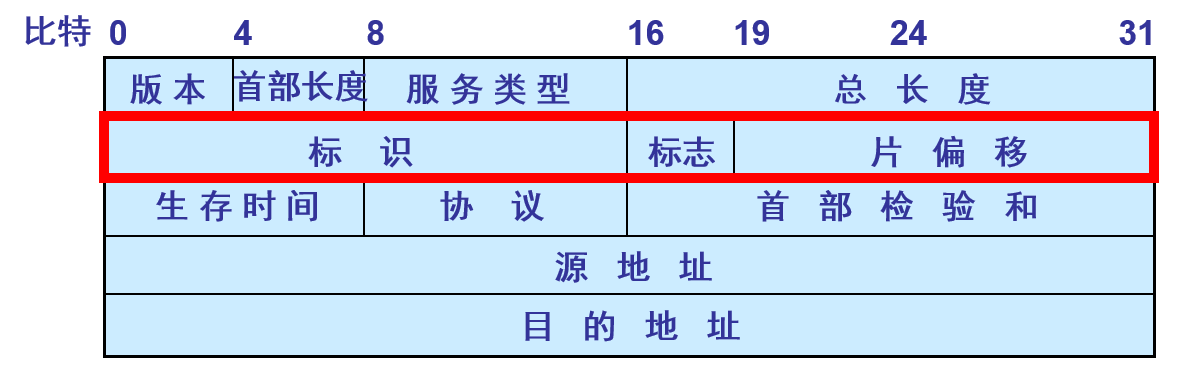 比特 0 4 8 16 19 24 31
版本 首部长度 服务类型 总长度
标识 标志 片偏移
生存时间 协议 首部检验和
源地址
目的地址